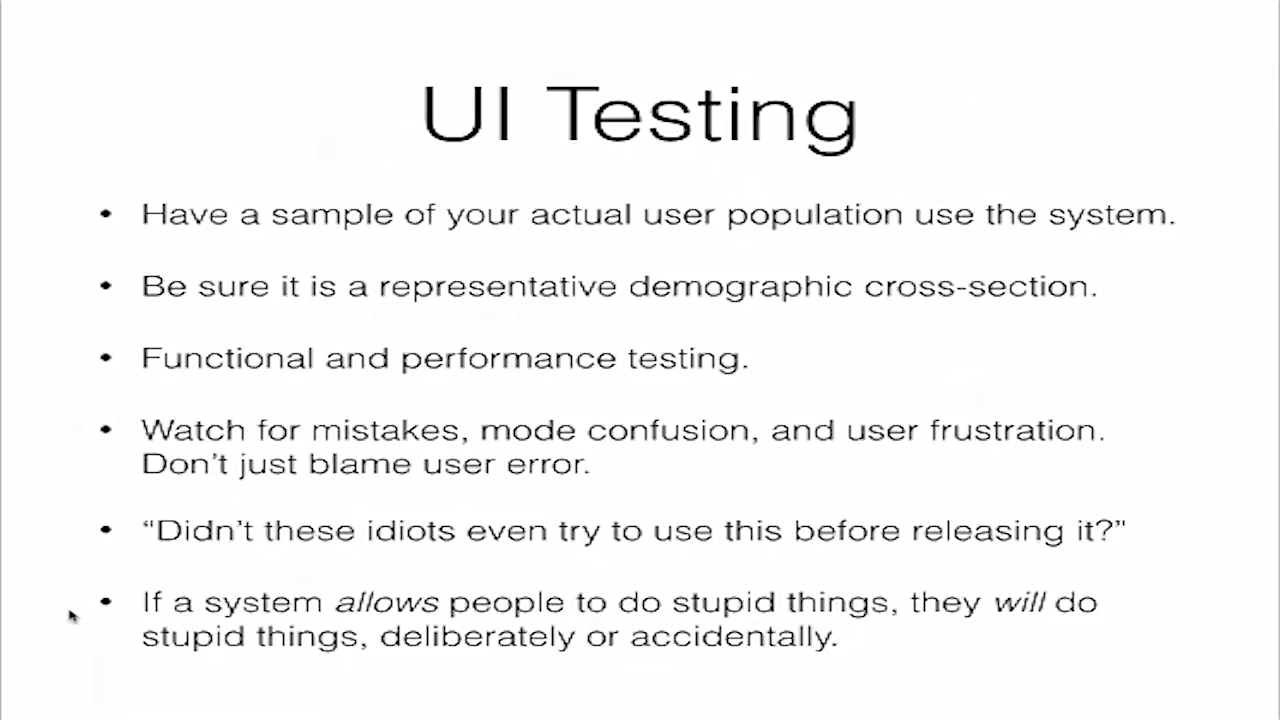 UI Testing
• Have a sample of your actual user population use the system.
• Be sure it is a representative demographic cross-section.
• Functional and performance testing.
• Watch for mistakes, mode confusion, and user frustration.
Don’t just blame user error.
• “Didn’t these idiots even try to use this before releasing it?”
• If a system allows people to do stupid things, they will do
stupid things, deliberately or accidentally.